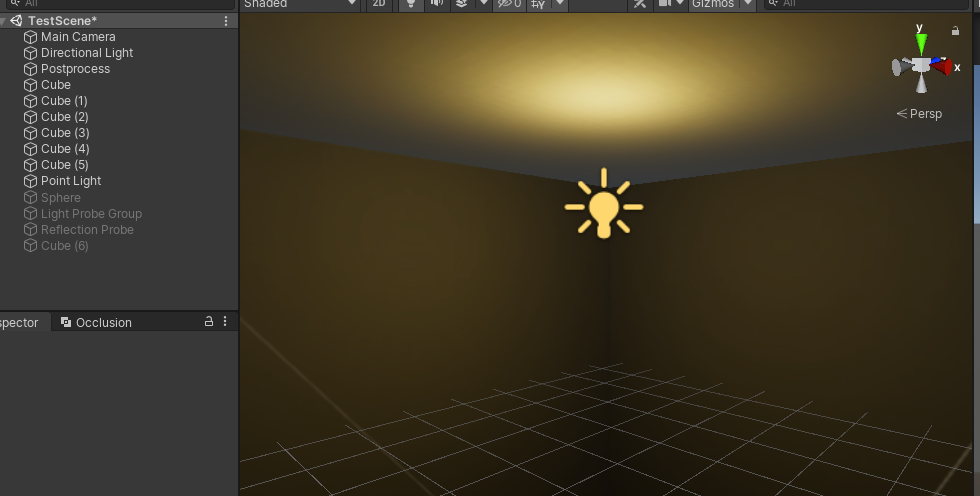 All
Shaded 2D 0 Gizmos All
TestScene*
Main Camera
Directional Light
Postprocess
Cube
Cube (1)
Cube (2)
Cube (3)
Cube (4)
Cube (5)
Point Light
Sphere
Light Probe Group
Reflection Probe
Cube (6)
spector Occlusion
y
x
Persp